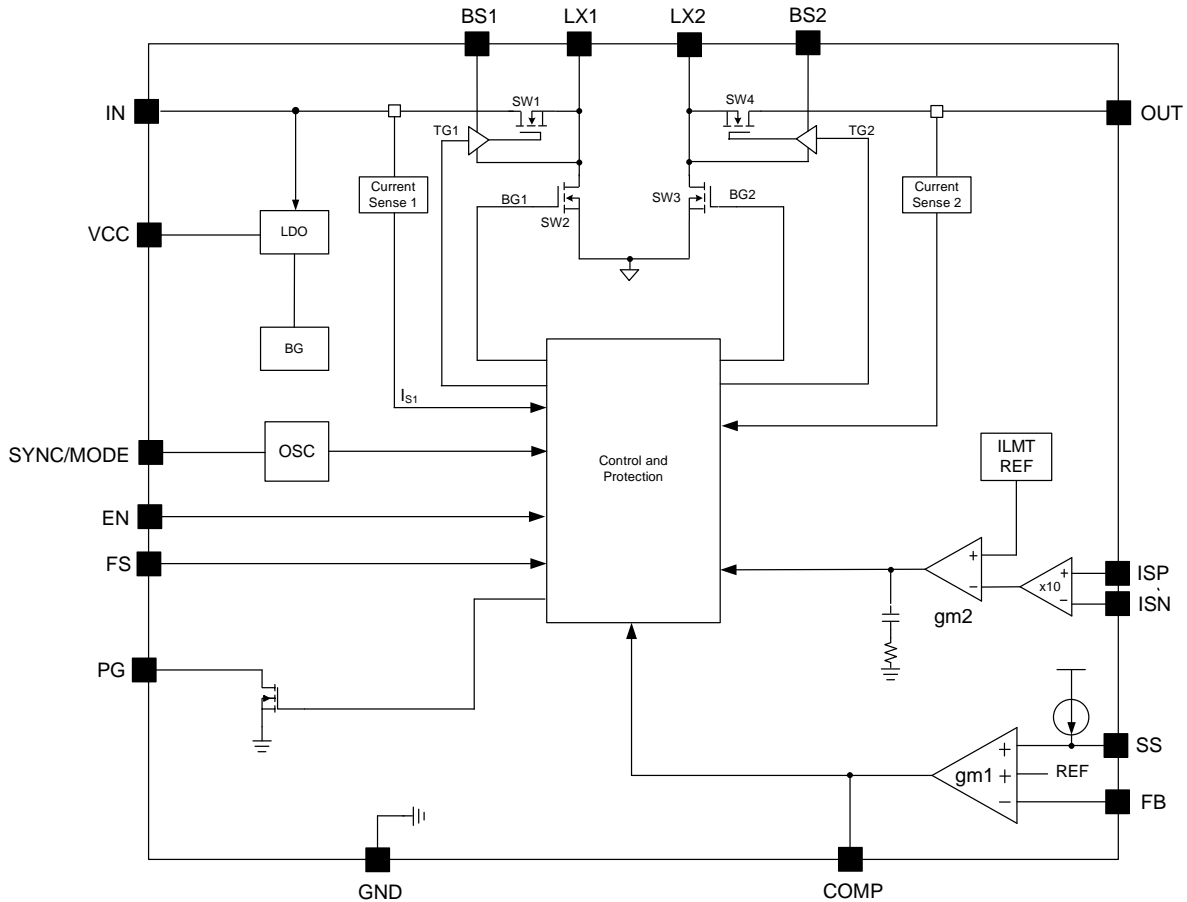 BS1
LX1
LX2
BS2
IN
SW1
SW4
OUT
TG1
TG2
Current
Sense 1
BG1
SW2
SW3
BG2
Current
Sense 2
VCC
LDO
BG
IS1
SYNC/MODE
OSC
Control and
Protection
ILMT
REF
EN
FS
+
−
gm2
x10
+
−
ISP
ISN
PG
SS
gm1
+
+
−
REF
FB
GND
COMP